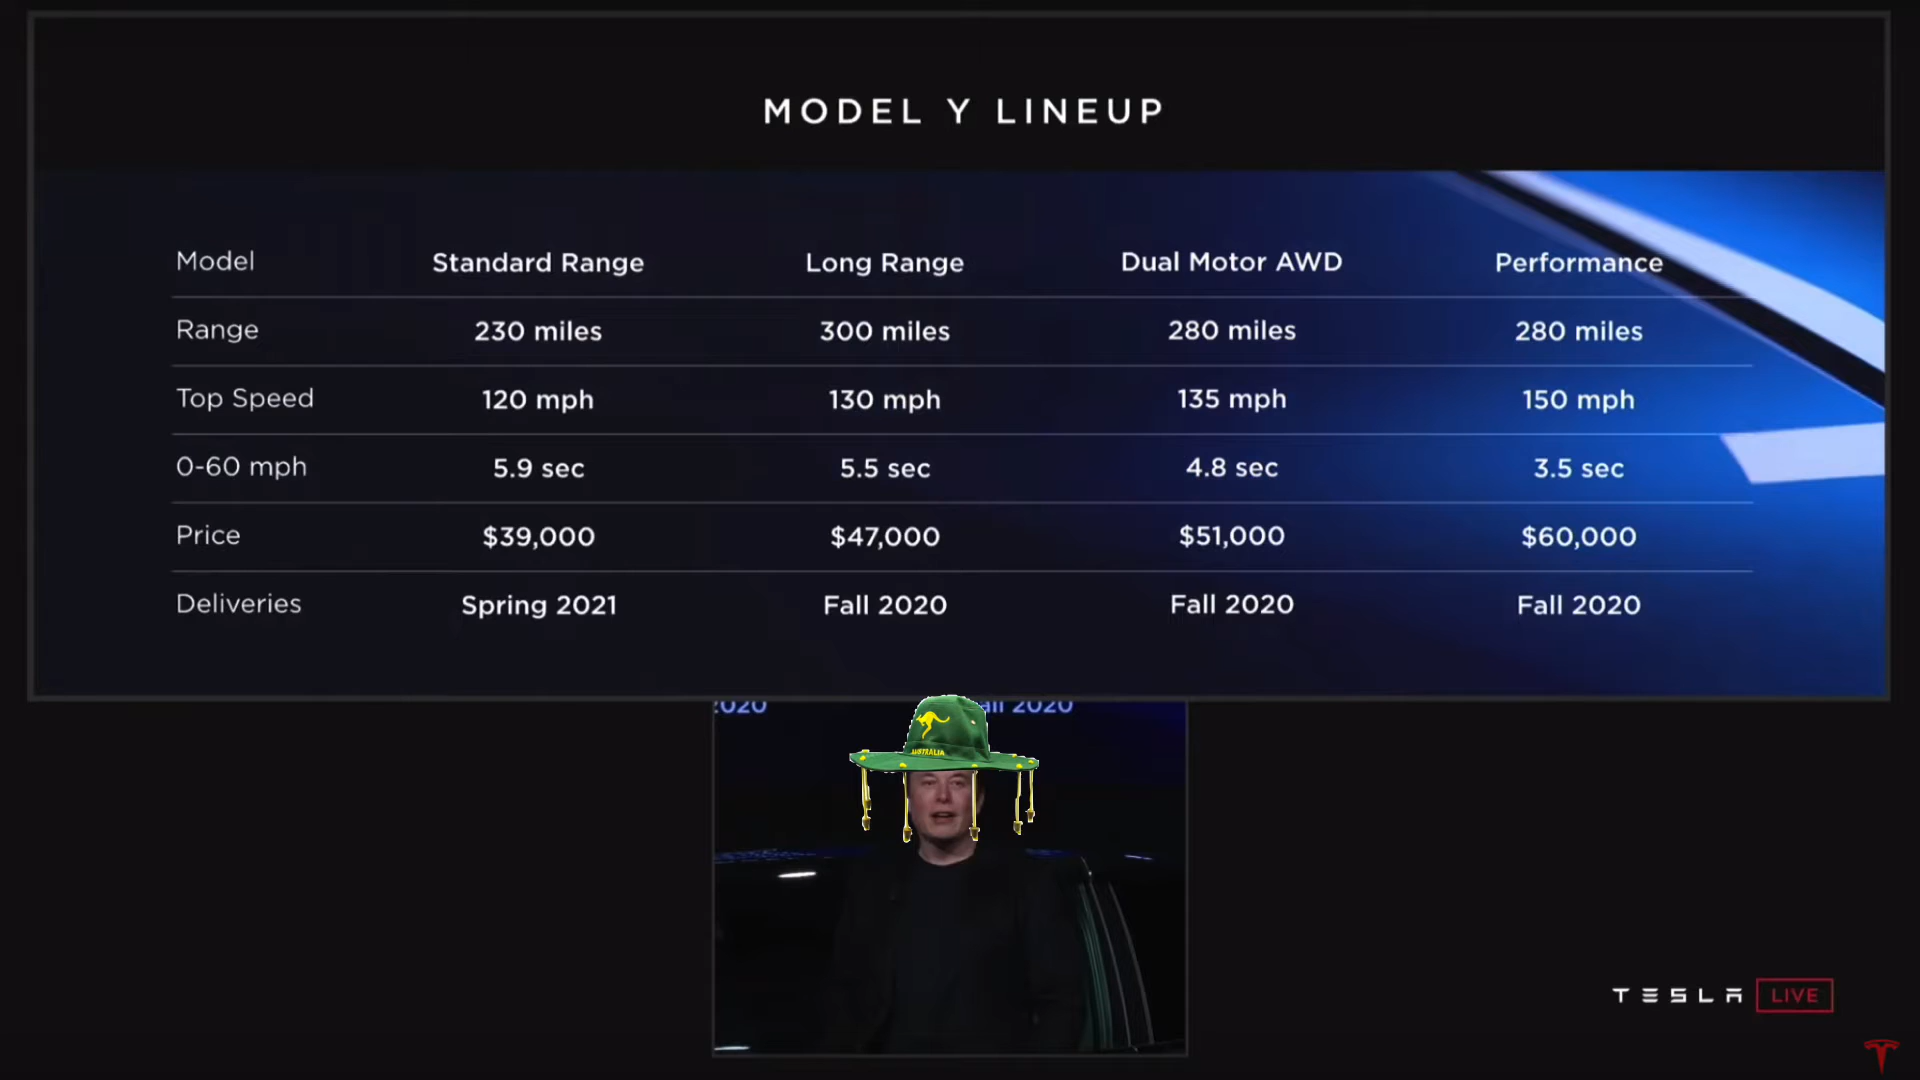 MODEL Y LINEUP
Model Standard Range Long Range Dual Motor AWD Performance
Range 230 miles 300 miles 280 miles 280 miles
Top Speed 120 mph 130 mph 135 mph 150 mph
0-60 mph 5.9 sec 5.5 sec 4.8 sec 3.5 sec
Price $39,000 $47,000 $51,000 $60,000
Deliveries Spring 2021 Fall 2020 Fall 2020 Fall 2020
2020 Fall 2020
AUSTRALIA
TESLA LIVE